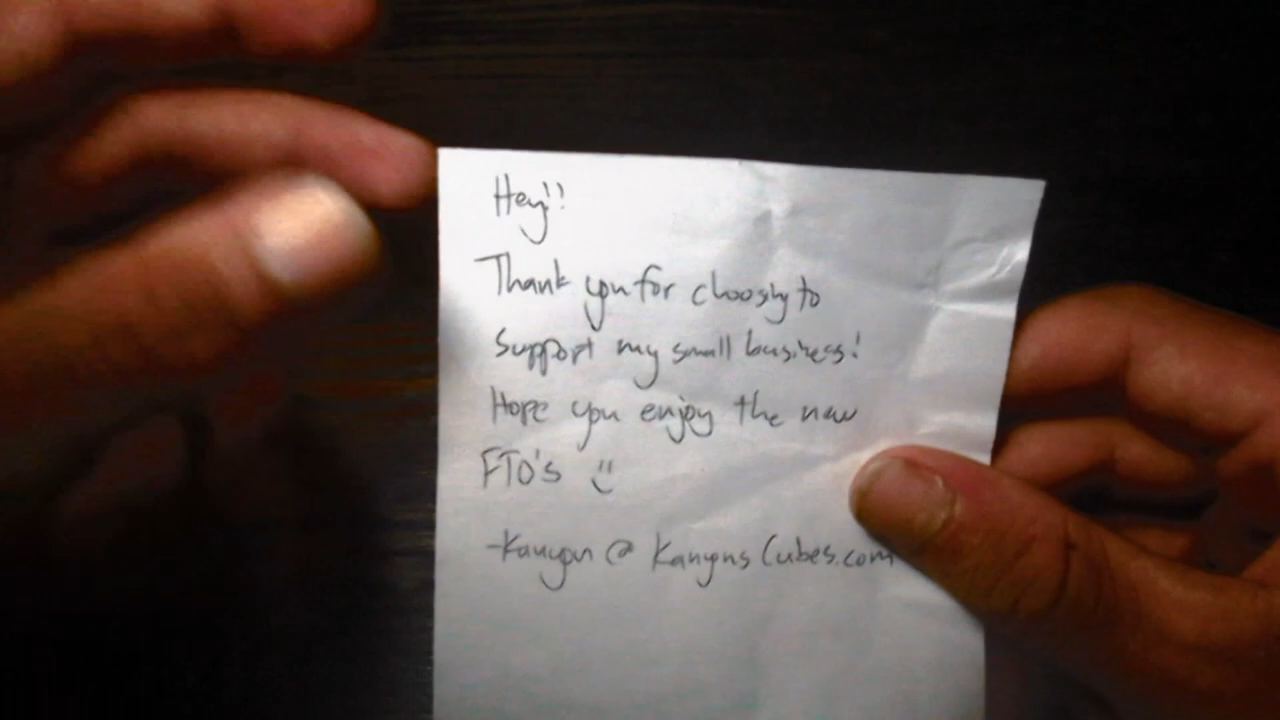 Hey!!
Thank you for choosing to
support my small business!
Hope you enjoy the new
FTO's :)
-Kanyon @ KanyonsCubes.com